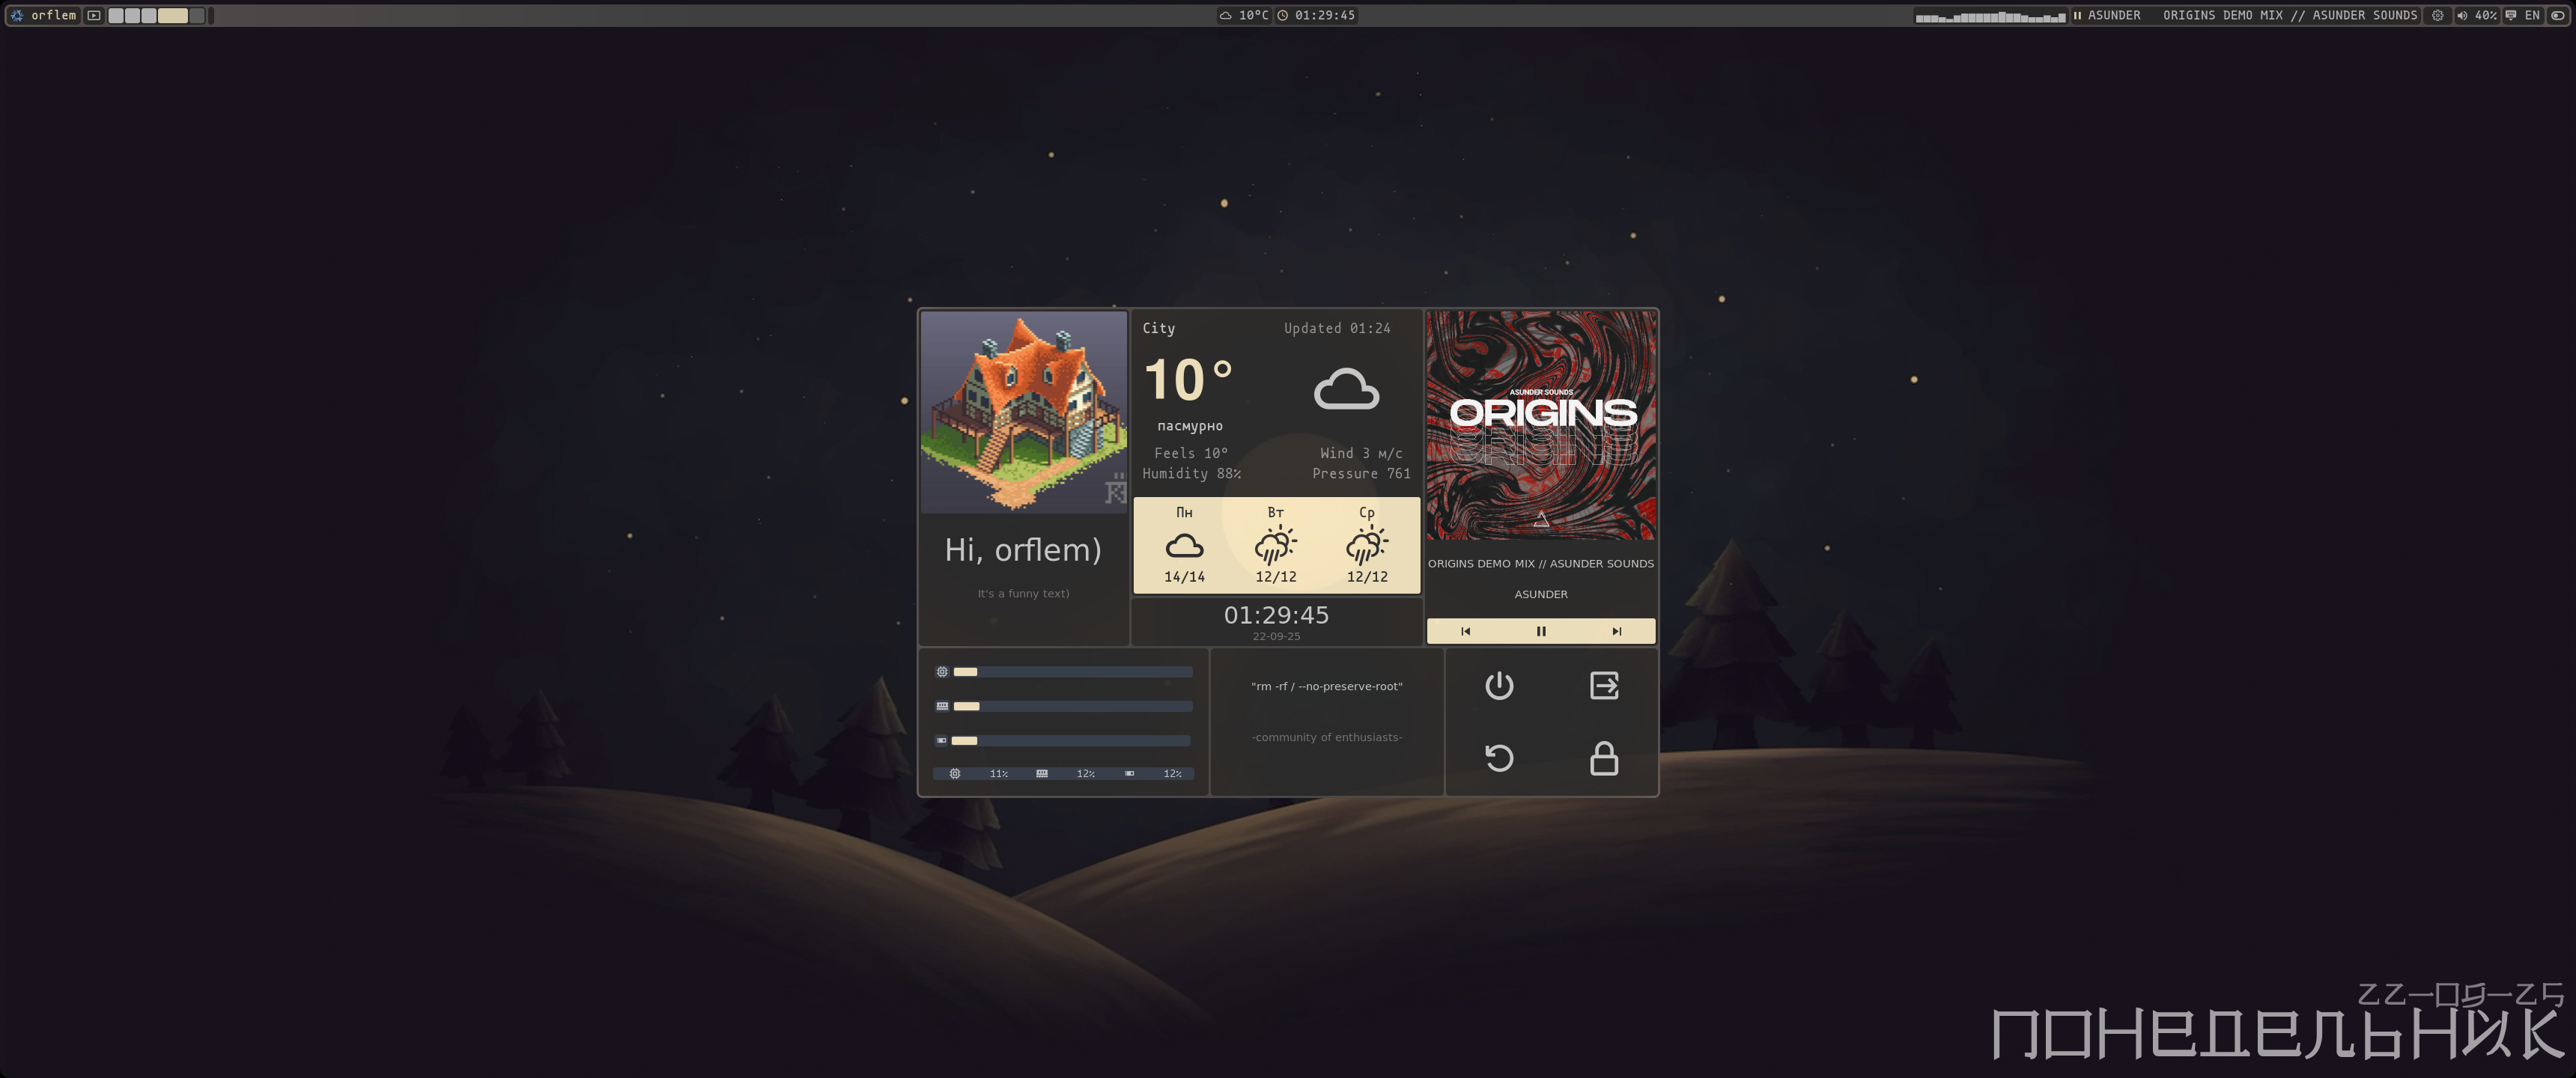 orflem
10°C 01:29:45
ASUNDER ORIGINS DEMO MIX // ASUNDER SOUNDS 40% EN
City Updated 01:24
10°
пасмурно
Feels 10° Wind 3 м/с
Humidity 88% Pressure 761
Пн Вт Ср
14/14 12/12 12/12
01:29:45
22-09-25
Hi, orflem)
It's a funny text)
ASUNDER SOUNDS
ORIGINS
ORIGINS DEMO MIX // ASUNDER SOUNDS
ASUNDER
11% 12% 12%
"rm -rf / --no-preserve-root"
-community of enthusiasts-
22-09-25
ПОНЕДЕЛЬНИК